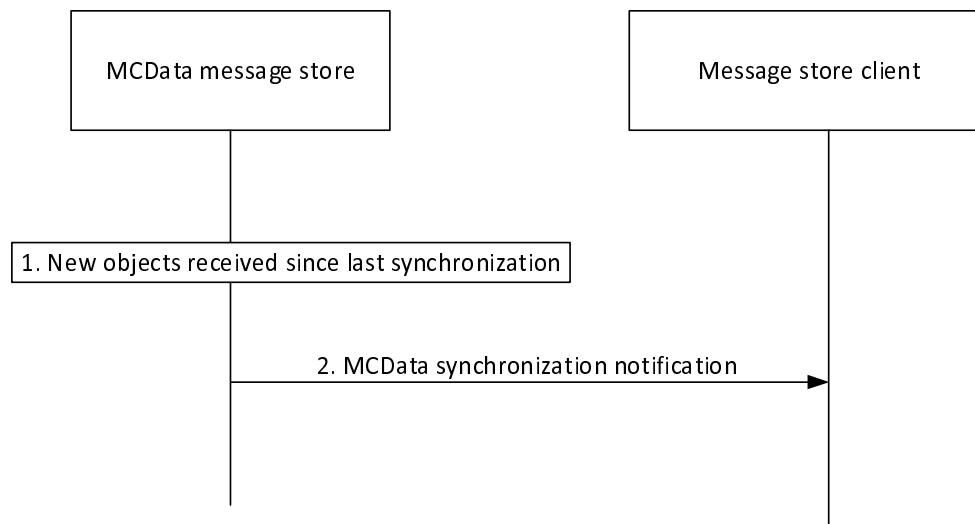 MCData message store
Message store client
1. New objects received since last synchronization
2. MCData synchronization notification